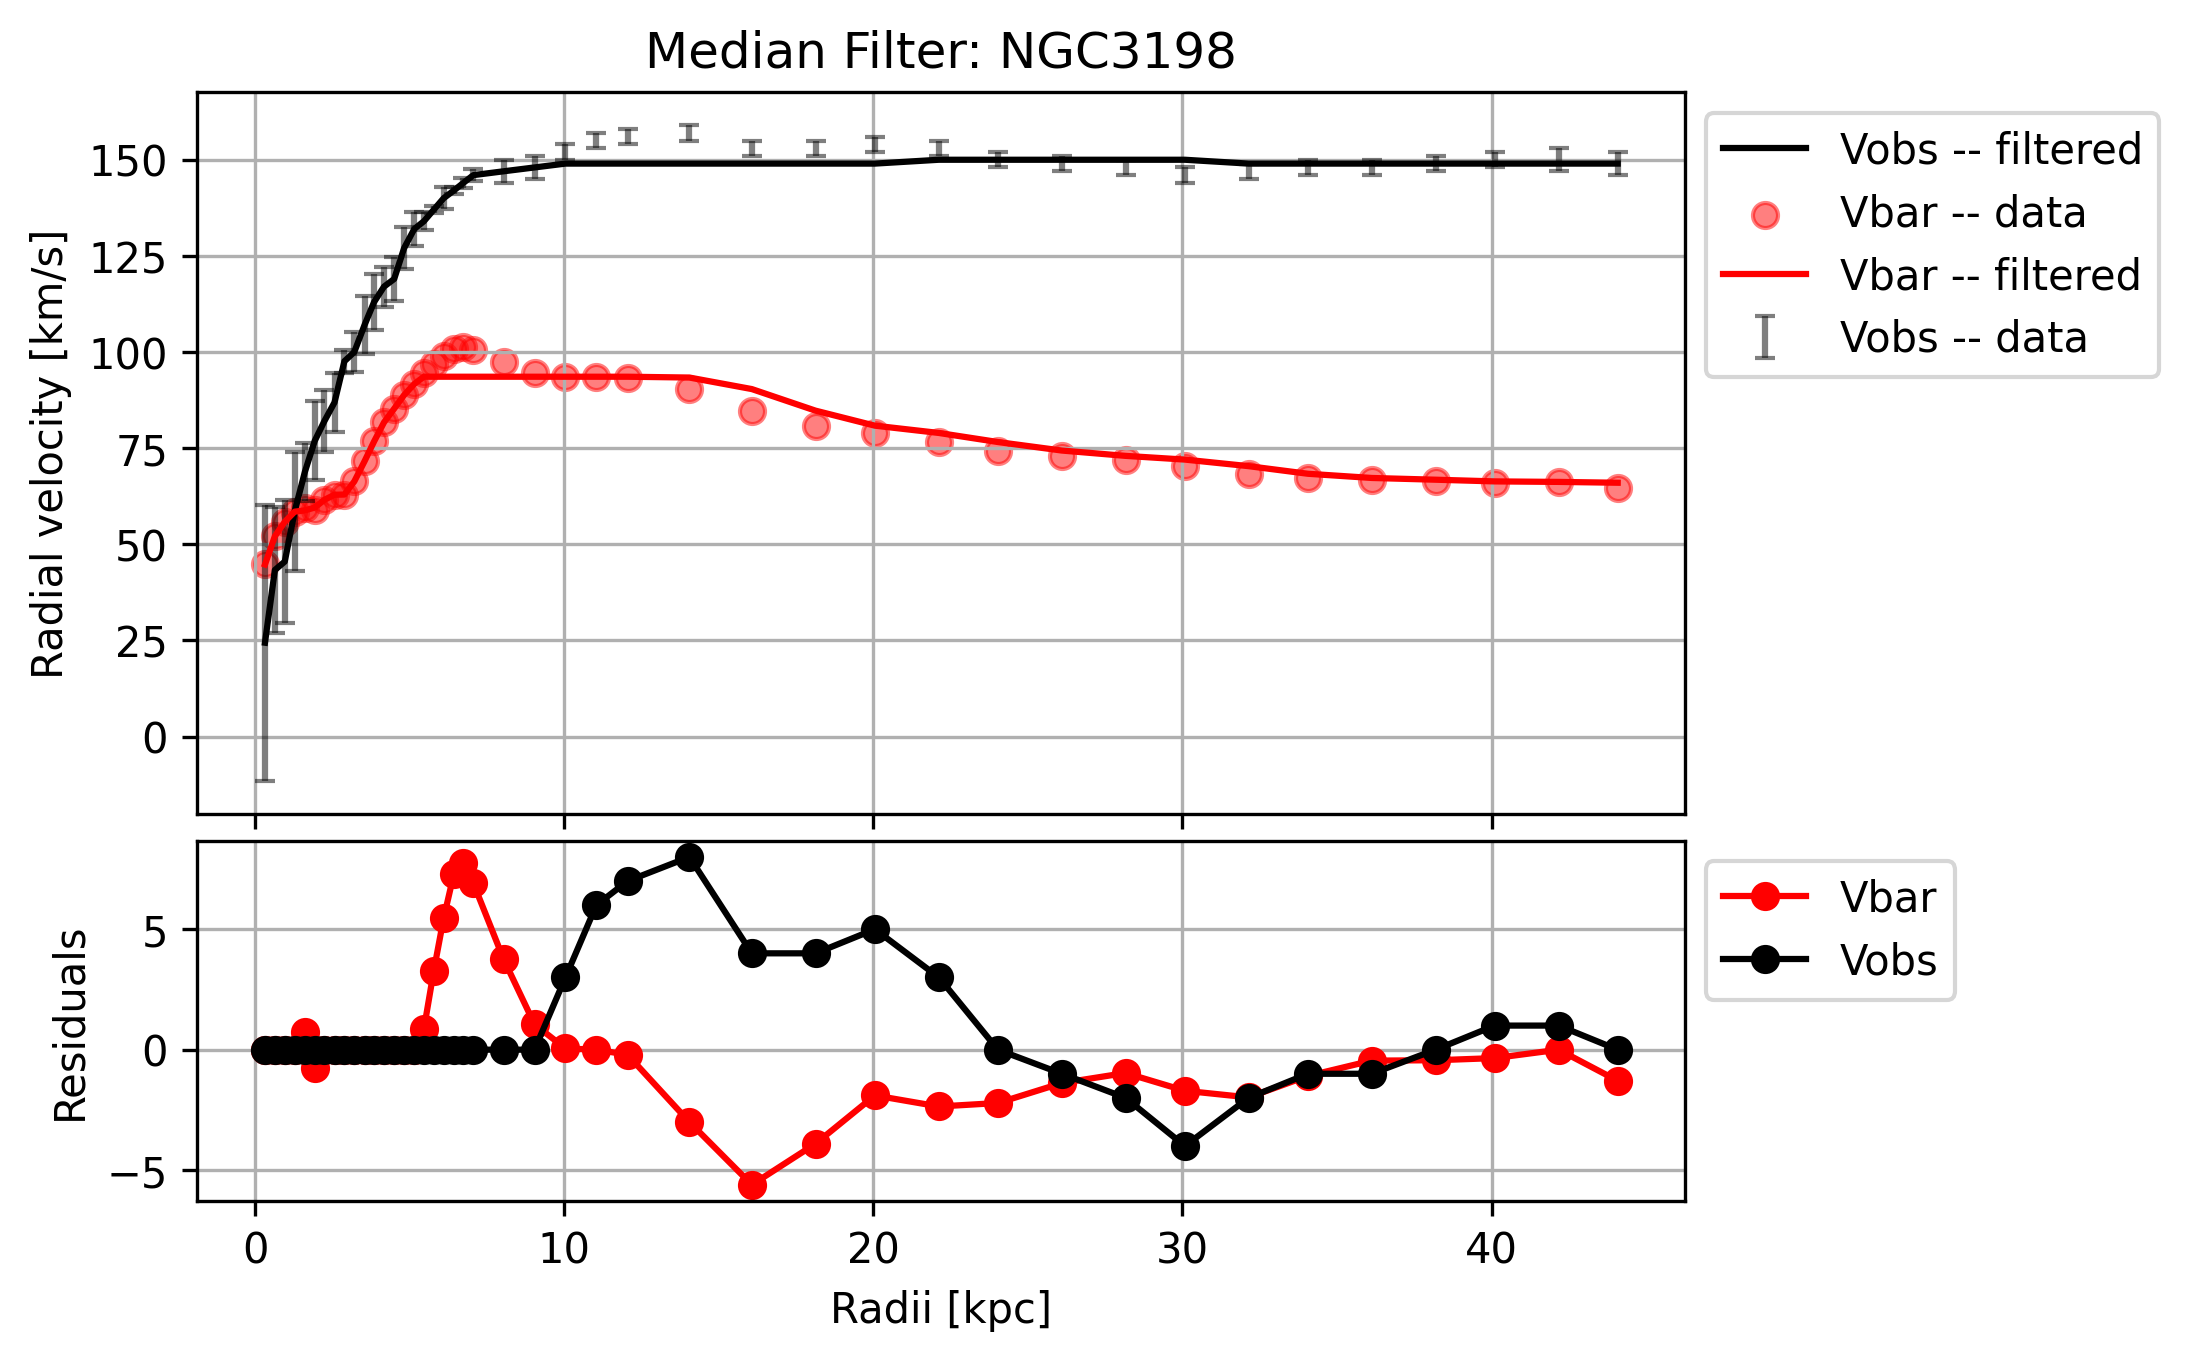 Median Filter: NGC3198
Radial velocity [km/s]
150
125
100
75
50
25
0
Vobs -- filtered
Vbar -- data
Vbar -- filtered
Vobs -- data
Residuals
5
0
−5
Vbar
Vobs
0 10 20 30 40
Radii [kpc]